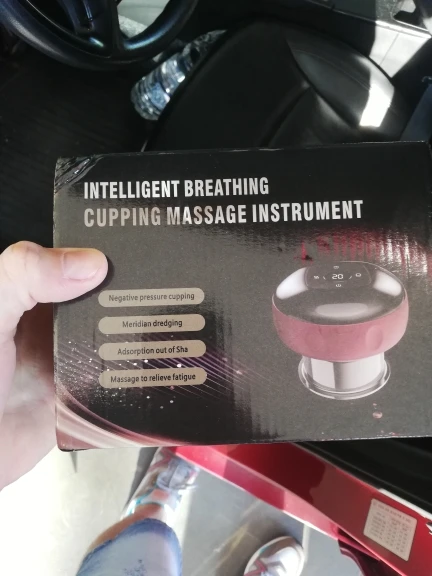 INTELLIGENT BREATHING
CUPPING MASSAGE INSTRUMENT
20
Negative pressure cupping
Meridian dredging
Adsorption out of Sha
Massage to relieve fatigue